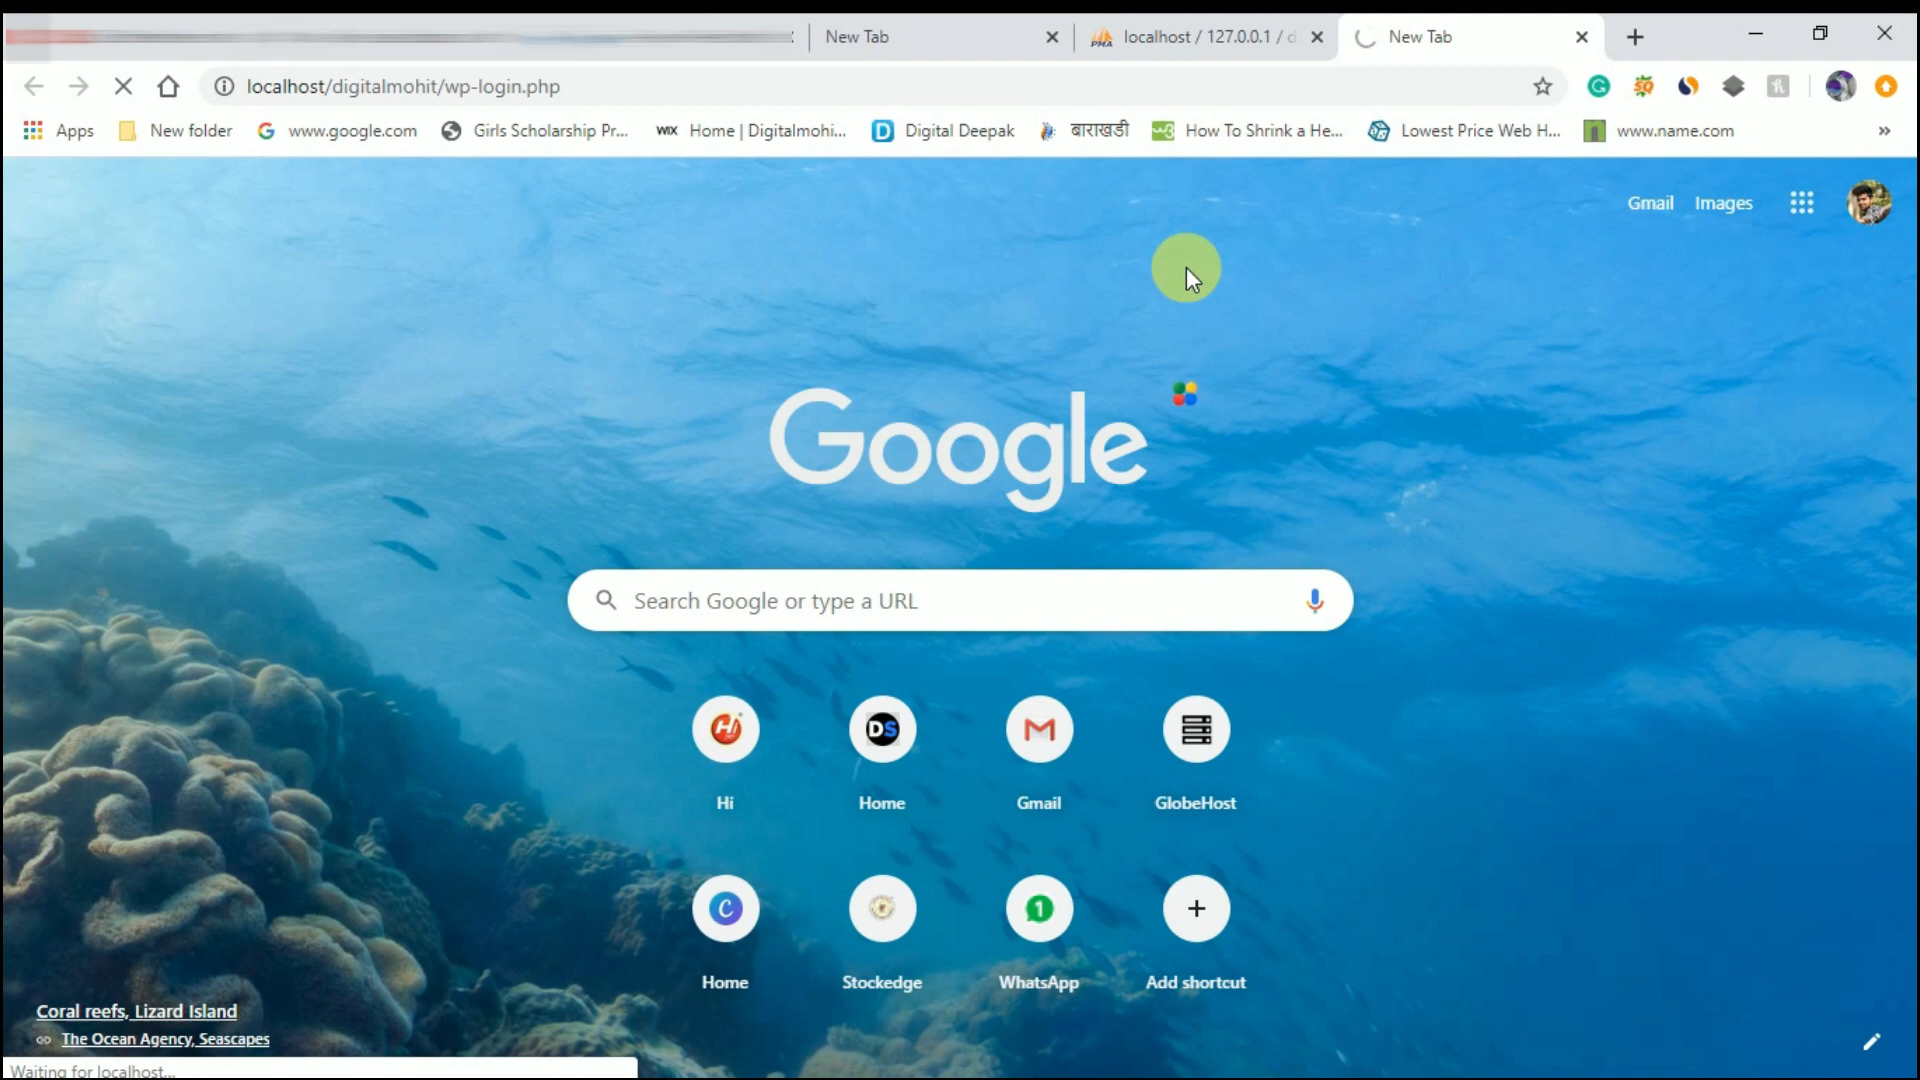 New Tab
localhost / 127.0.0.1 / d
New Tab
localhost/digitalmohit/wp-login.php
Apps
New folder
www.google.com
Girls Scholarship Pr...
WIX Home | Digitalmohi...
Digital Deepak
बाराखडी
How To Shrink a He...
Lowest Price Web H...
www.name.com
Gmail
Images
Google
Search Google or type a URL
Hi
Home
Gmail
GlobeHost
Home
Stockedge
WhatsApp
Add shortcut
Coral reefs, Lizard Island
The Ocean Agency, Seascapes
Waiting for localhost...